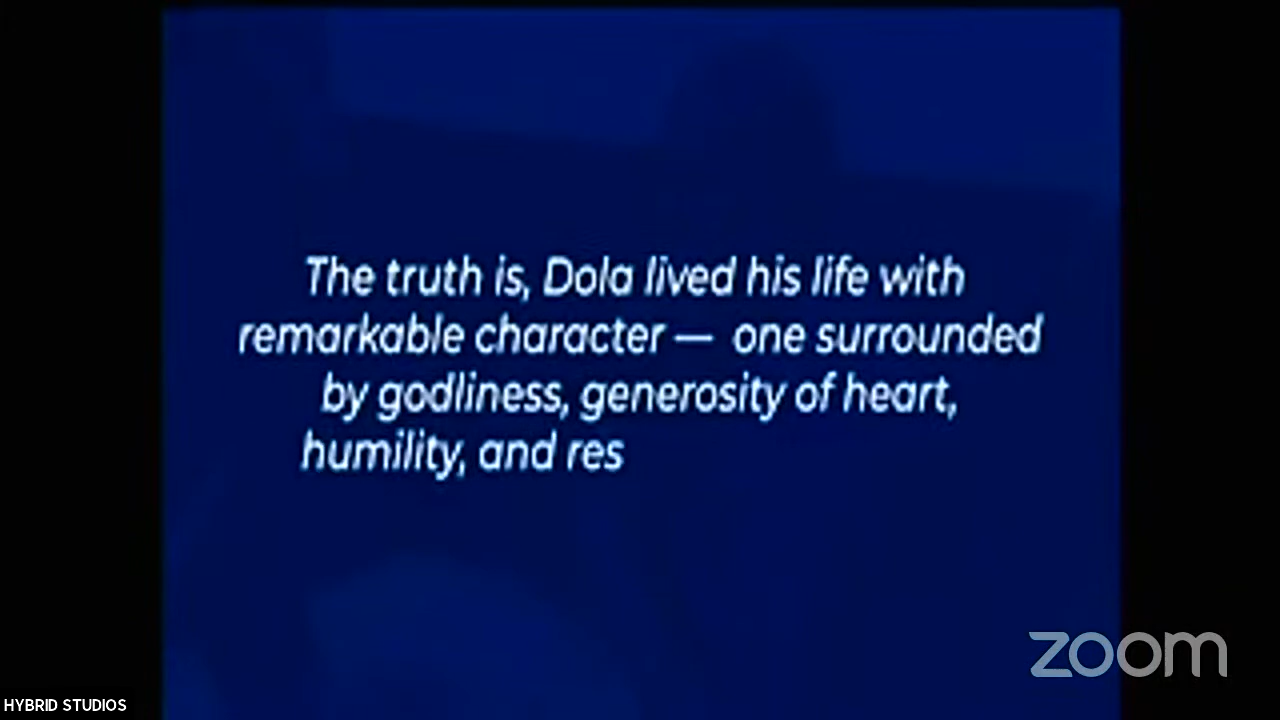 The truth is, Dola lived his life with
remarkable character — one surrounded
by godliness, generosity of heart,
humility, and res
zoom
HYBRID STUDIOS